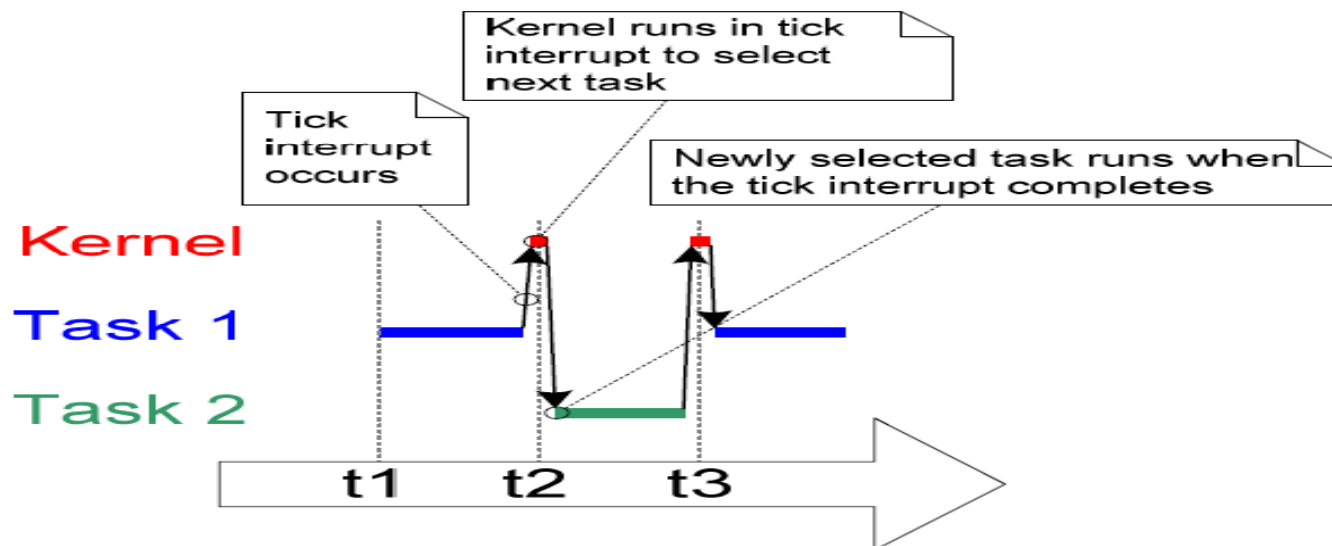 Kernel runs in tick
interrupt to select
next task
Tick
interrupt
occurs
Newly selected task runs when
the tick interrupt completes
Kernel
Task 1
Task 2
t1 t2 t3